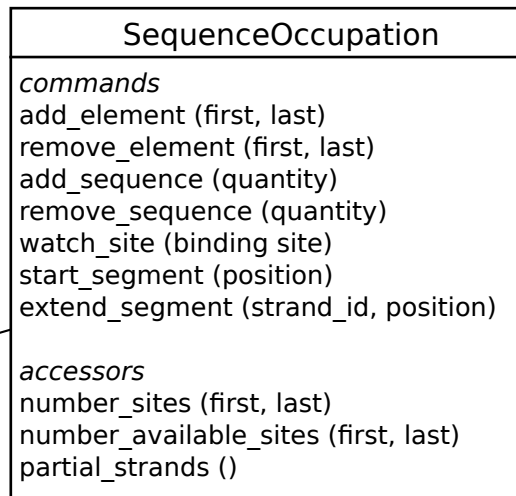 SequenceOccupation
commands
add_element (first, last)
remove_element (first, last)
add_sequence (quantity)
remove_sequence (quantity)
watch_site (binding site)
start_segment (position)
extend_segment (strand_id, position)
accessors
number_sites (first, last)
number_available_sites (first, last)
partial_strands ()